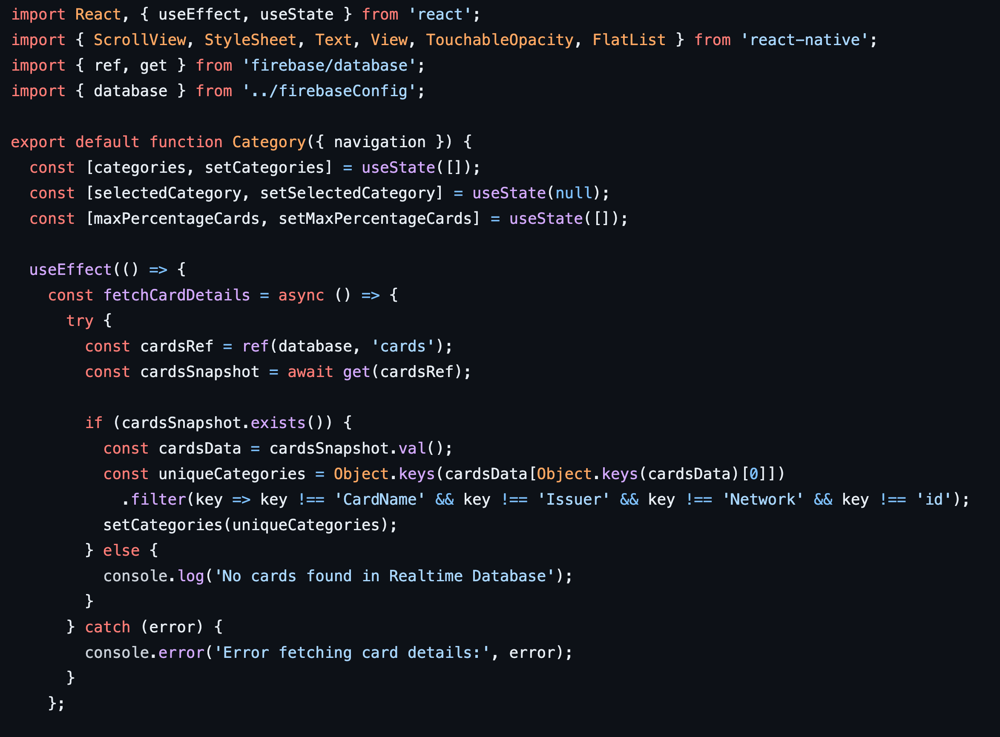 import React, { useEffect, useState } from 'react';
import { ScrollView, StyleSheet, Text, View, TouchableOpacity, FlatList } from 'react-native';
import { ref, get } from 'firebase/database';
import { database } from '../firebaseConfig';

export default function Category({ navigation }) {
  const [categories, setCategories] = useState([]);
  const [selectedCategory, setSelectedCategory] = useState(null);
  const [maxPercentageCards, setMaxPercentageCards] = useState([]);

  useEffect(() => {
    const fetchCardDetails = async () => {
      try {
        const cardsRef = ref(database, 'cards');
        const cardsSnapshot = await get(cardsRef);

        if (cardsSnapshot.exists()) {
          const cardsData = cardsSnapshot.val();
          const uniqueCategories = Object.keys(cardsData[Object.keys(cardsData)[0]])
            .filter(key => key !== 'CardName' && key !== 'Issuer' && key !== 'Network' && key !== 'id');
          setCategories(uniqueCategories);
        } else {
          console.log('No cards found in Realtime Database');
        }
      } catch (error) {
        console.error('Error fetching card details:', error);
      }
    };